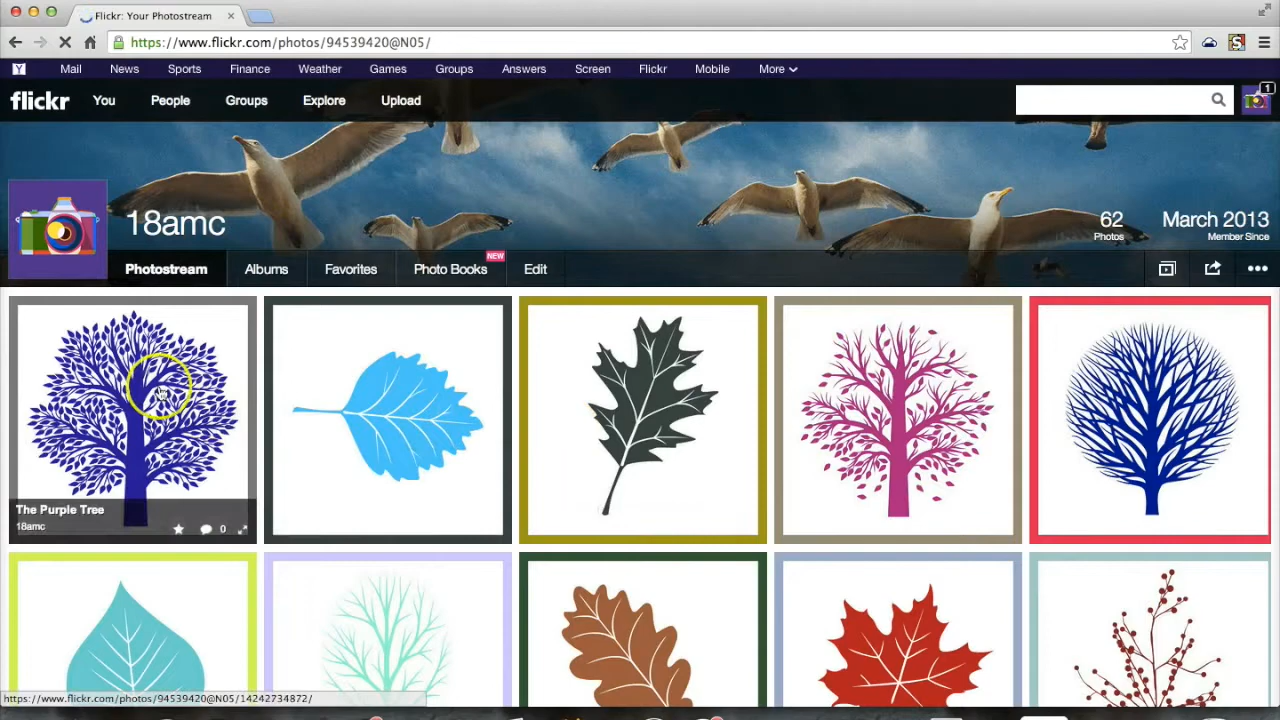 Flickr: Your Photostream
https://www.flickr.com/photos/94539420@N05/
Y Mail News Sports Finance Weather Games Groups Answers Screen Flickr Mobile More
flickr You People Groups Explore Upload
1
18amc
62 March 2013
Photos Member Since
NEW
Photostream Albums Favorites Photo Books Edit
The Purple Tree
18amc
0
https://www.flickr.com/photos/94539420@N05/14242734872/